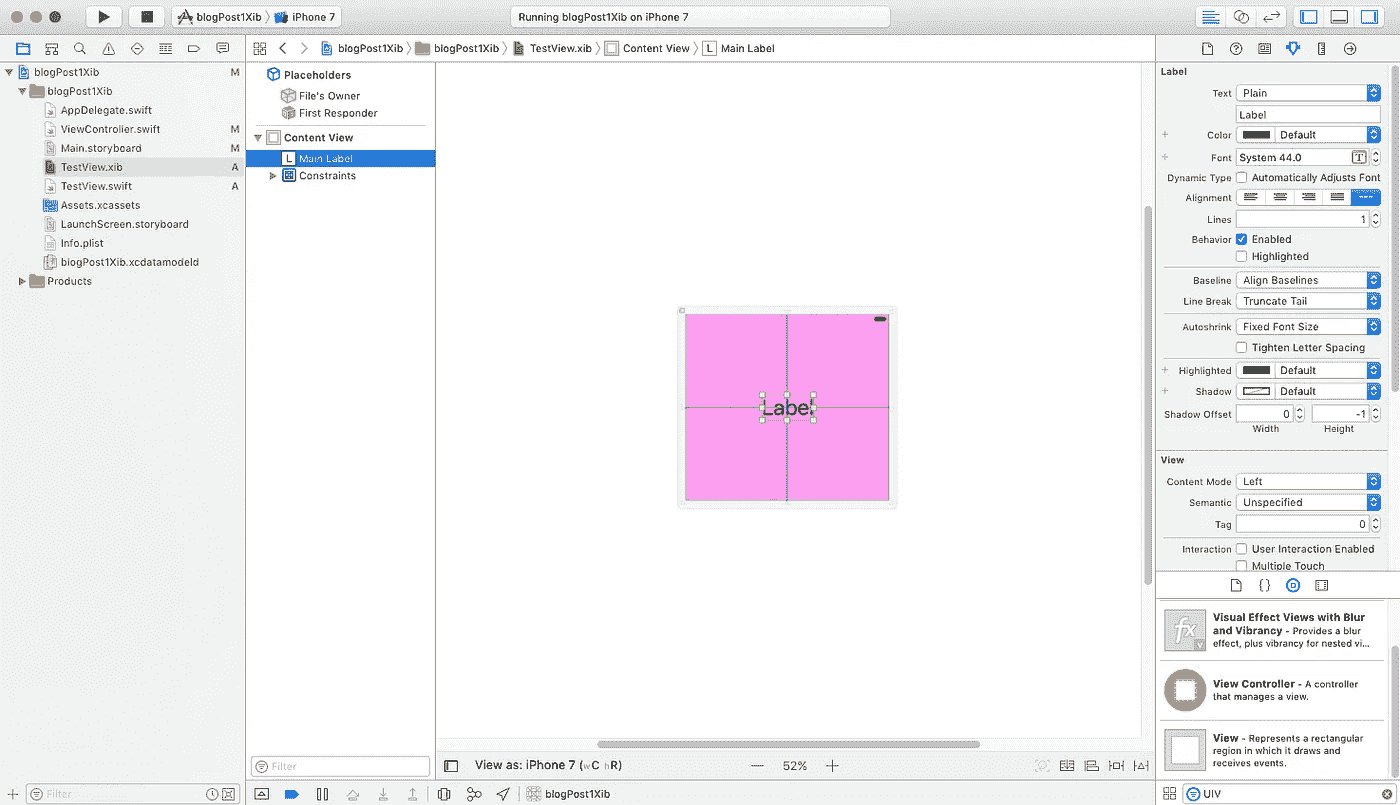 blogPost1Xib
iPhone 7
Running blogPost1Xib on iPhone 7
blogPost1Xib
M
blogPost1Xib
AppDelegate.swift
ViewController.swift
M
Main.storyboard
M
TestView.xib
A
TestView.swift
A
Assets.xcassets
LaunchScreen.storyboard
Info.plist
blogPost1Xib.xcdatamodeld
Products
Filter
blogPost1Xib
blogPost1Xib
TestView.xib
Content View
L
Main Label
Placeholders
File's Owner
First Responder
Content View
L
Main Label
Constraints
Filter
Label
View as: iPhone 7 (wC hR)
52%
blogPost1Xib
Label
Text
Plain
Label
Color
Default
Font
System 44.0
T
Dynamic Type
Automatically Adjusts Font
Alignment
Lines
1
Behavior
Enabled
Highlighted
Baseline
Align Baselines
Line Break
Truncate Tail
Autoshrink
Fixed Font Size
Tighten Letter Spacing
Highlighted
Default
Shadow
Default
Shadow Offset
0
-1
Width
Height
View
Content Mode
Left
Semantic
Unspecified
Tag
0
Interaction
User Interaction Enabled
Multiple Touch
fx
Visual Effect Views with Blur
and Vibrancy - Provides a blur
effect, plus vibrancy for nested vi...
View Controller - A controller
that manages a view.
View - Represents a rectangular
region in which it draws and
receives events.
UIV